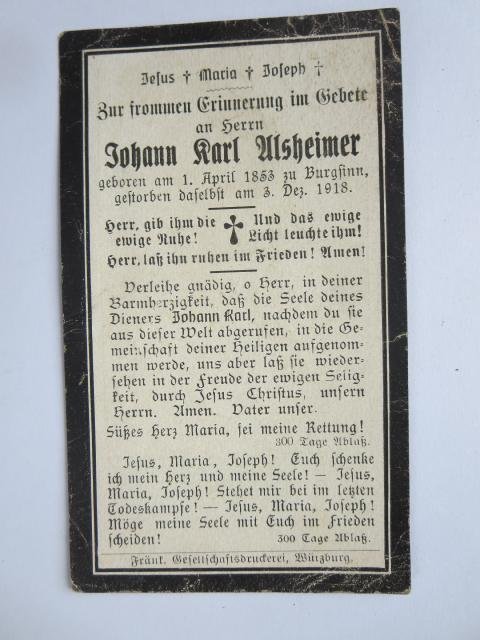 Jesus † Maria † Joseph †
Zur frommen Erinnerung im Gebete
an Herrn
Johann Karl Alsheimer
geboren am 1. April 1853 zu Burgsinn,
gestorben daselbst am 3. Dez. 1918.
Herr, gib ihm die ewige Ruhe!
Und das ewige Licht leuchte ihm!
Herr, laß ihn ruhen im Frieden! Amen!
Verleihe gnädig, o Herr, in deiner
Barmherzigkeit, daß die Seele deines
Dieners Johann Karl, nachdem du sie
aus dieser Welt abgerufen, in die Ge-
meinschaft deiner Heiligen aufgenom-
men werde, uns aber laß sie wieder-
sehen in der Freude der ewigen Selig-
keit, durch Jesus Christus, unsern
Herrn. Amen. Vater unser.
Süßes Herz Maria, sei meine Rettung!
300 Tage Ablaß.
Jesus, Maria, Joseph! Euch schenke
ich mein Herz und meine Seele! — Jesus,
Maria, Joseph! Stehet mir bei im letzten
Todeskampfe! — Jesus, Maria, Joseph!
Möge meine Seele mit Euch im Frieden
scheiden! 300 Tage Ablaß.
Fränk. Gesellschaftsdruckerei, Würzburg.